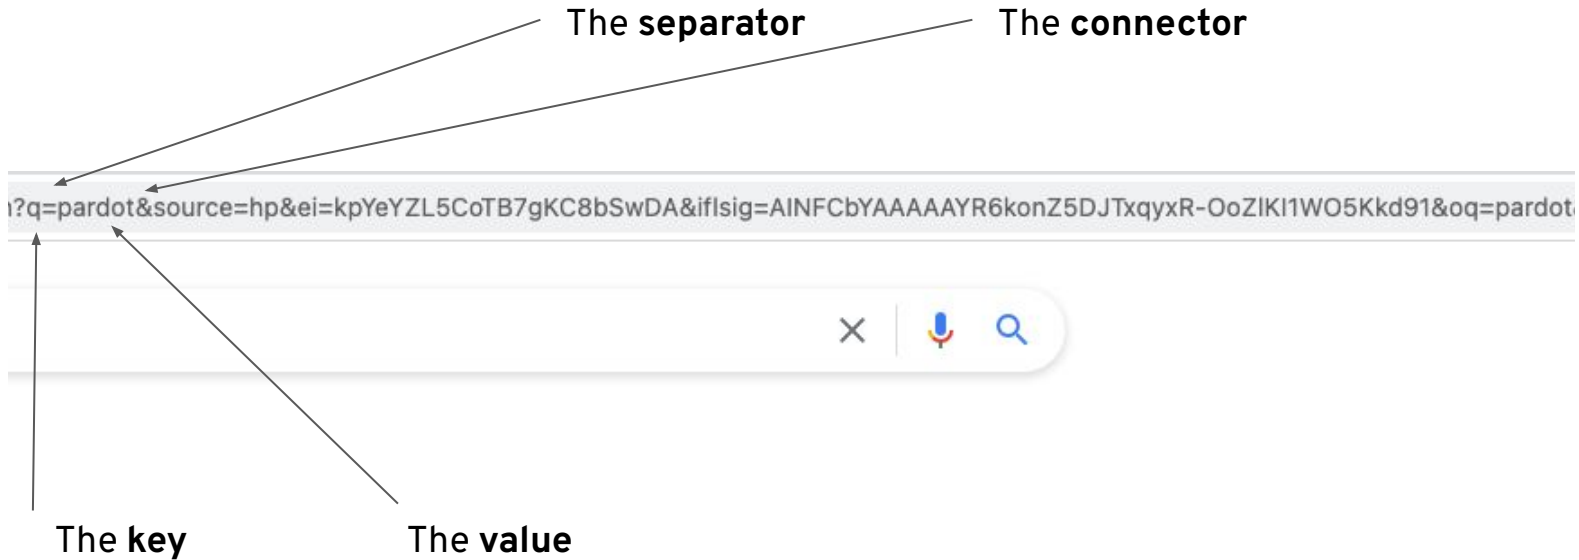 The separator
The connector
?q=pardot&source=hp&ei=kpYeYZL5CoTB7gKC8bSwDA&iflsig=AINFCbYAAAAAYR6konZ5DJTxqyxR-OoZlKI1WO5Kkd91&oq=pardot
The key
The value